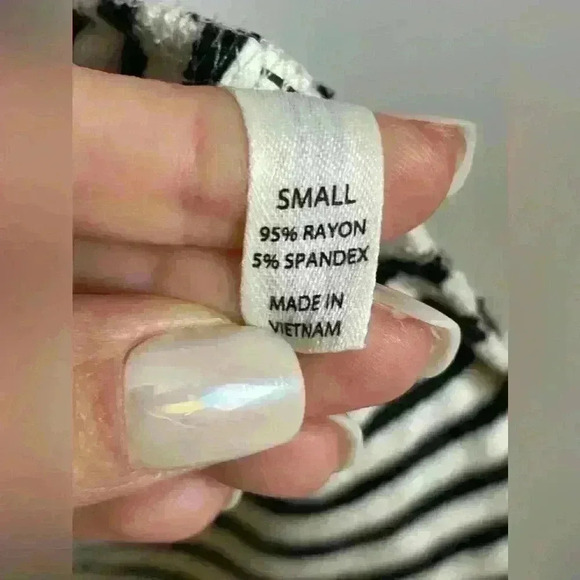 SMALL
95% RAYON
5% SPANDEX
MADE IN
VIETNAM